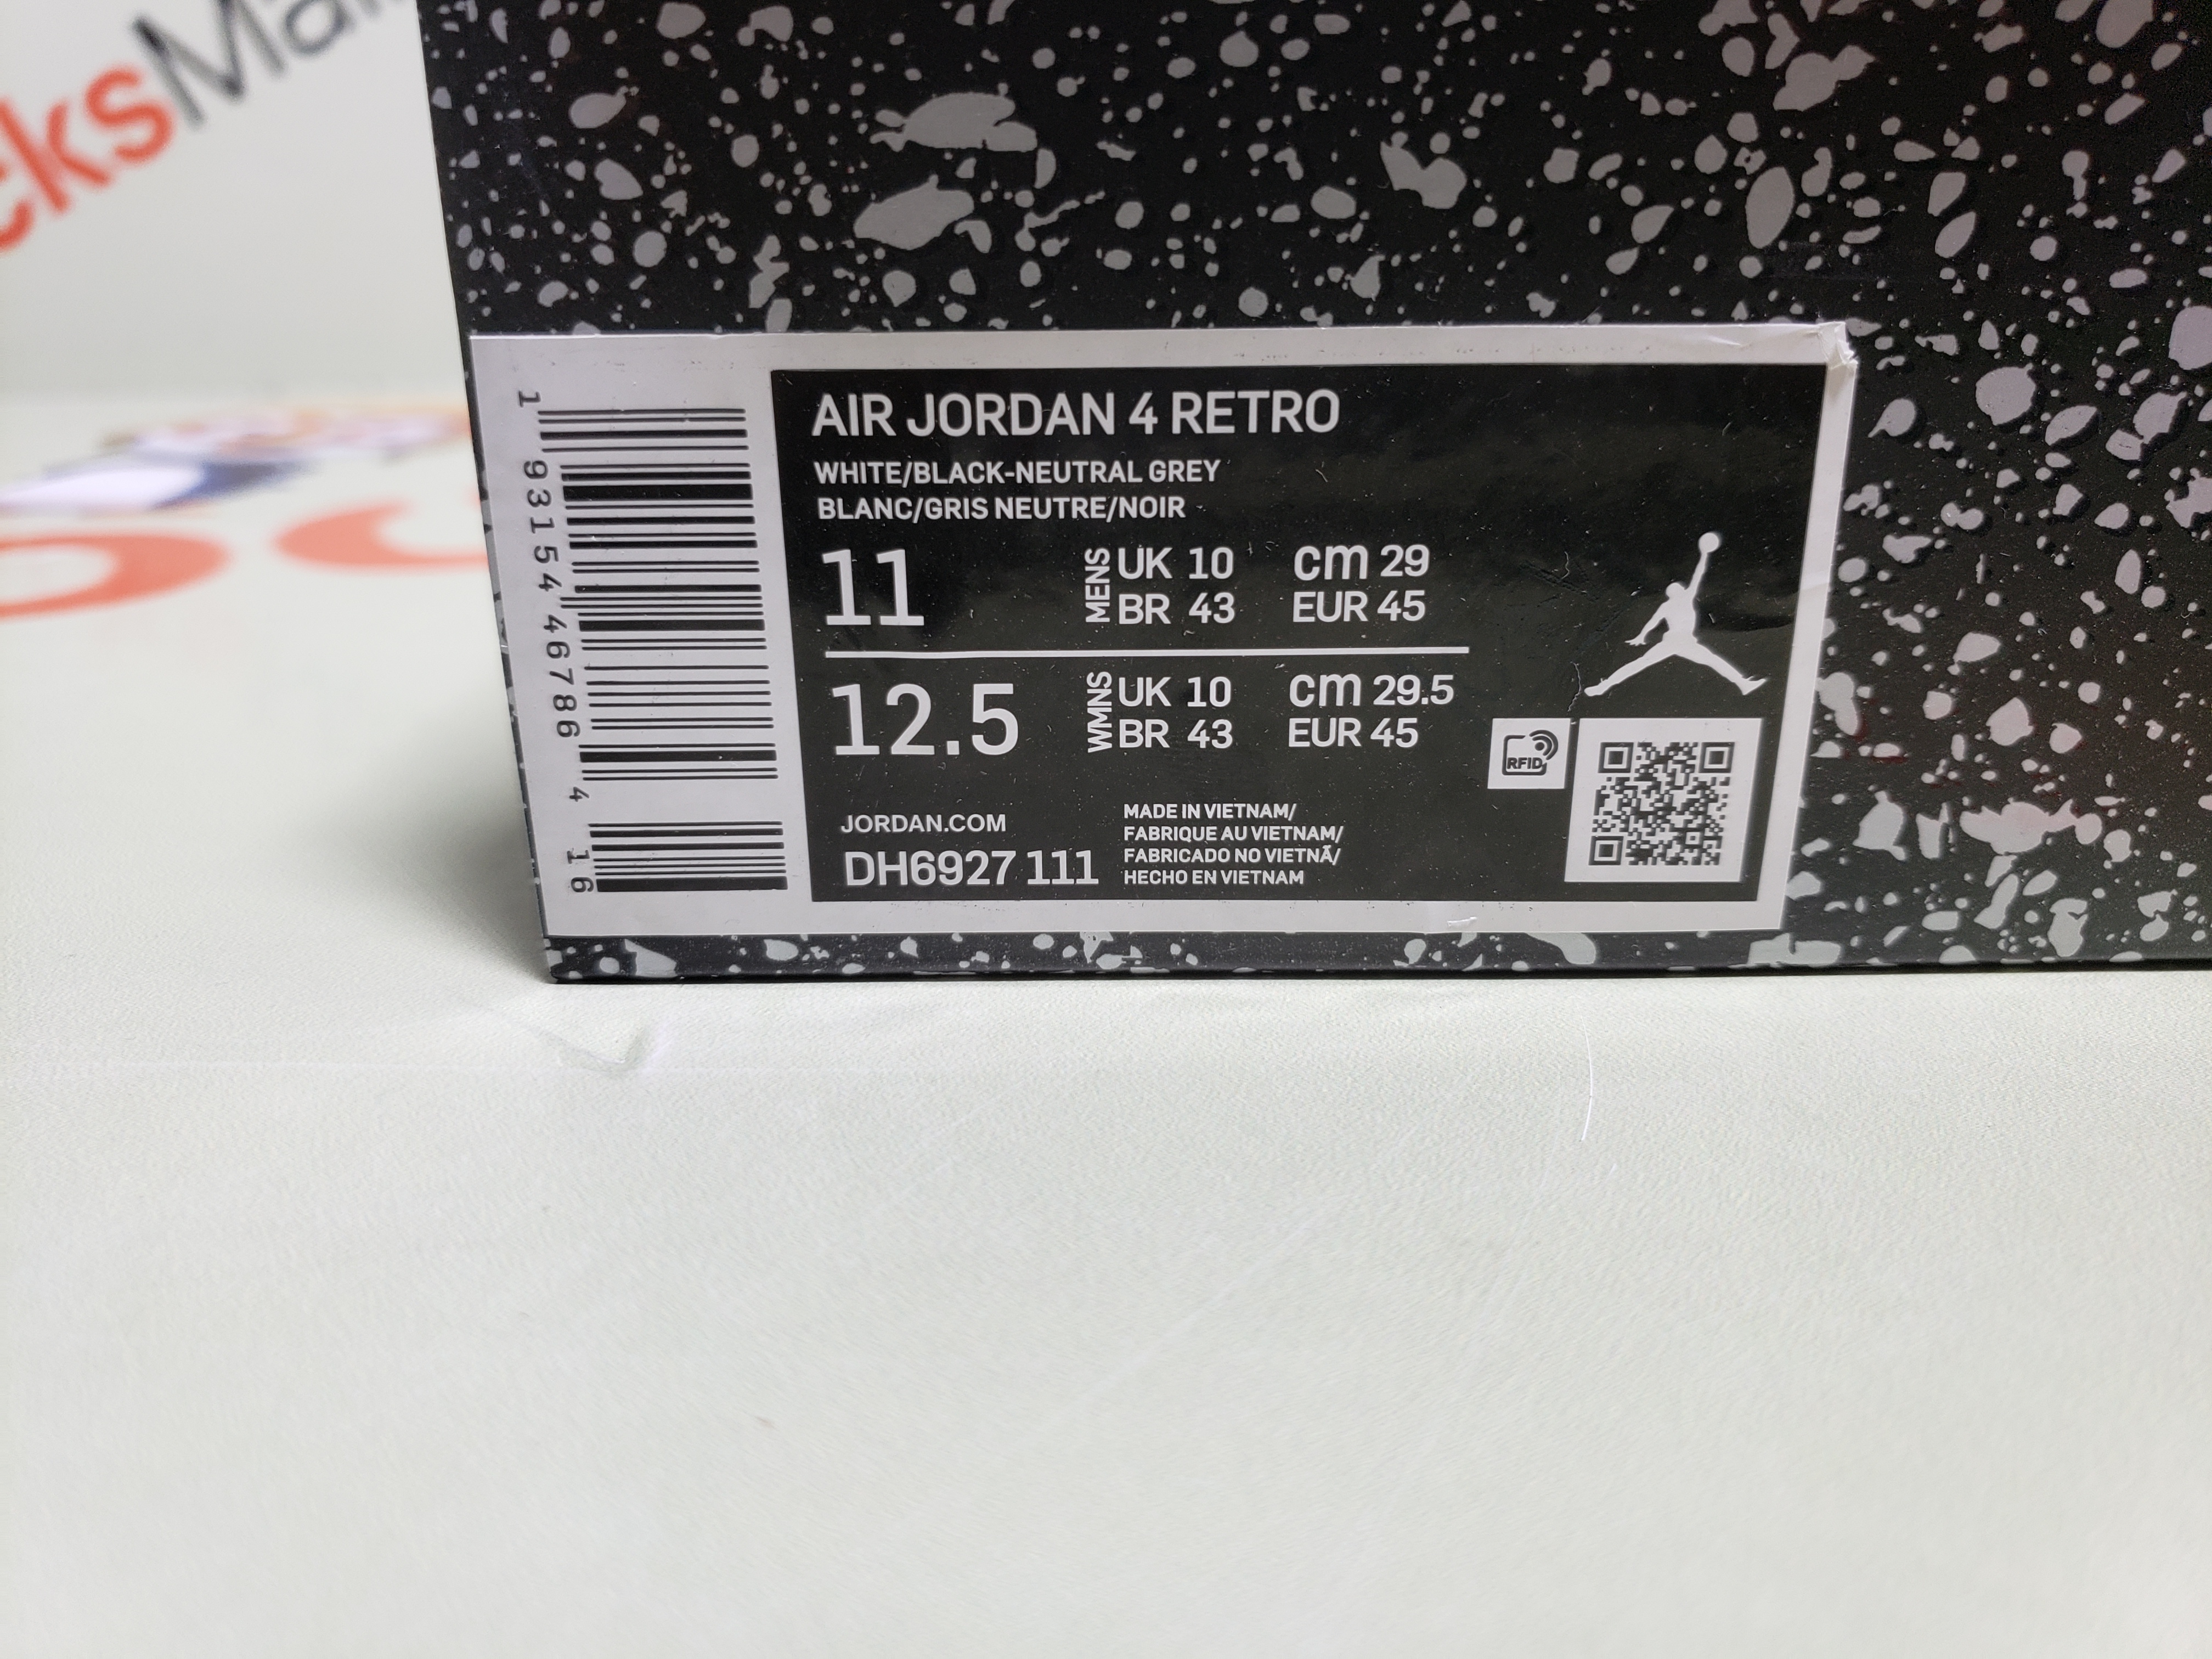 AIR JORDAN 4 RETRO
WHITE/BLACK-NEUTRAL GREY
BLANC/GRIS NEUTRE/NOIR
11 MENS UK 10 cm 29
BR 43 EUR 45
12.5 WMNS UK 10 cm 29.5
BR 43 EUR 45
RFID
JORDAN.COM
DH6927 111
MADE IN VIETNAM/
FABRIQUE AU VIETNAM/
FABRICADO NO VIETNÃ/
HECHO EN VIETNAM
1 93154 46786 4 16